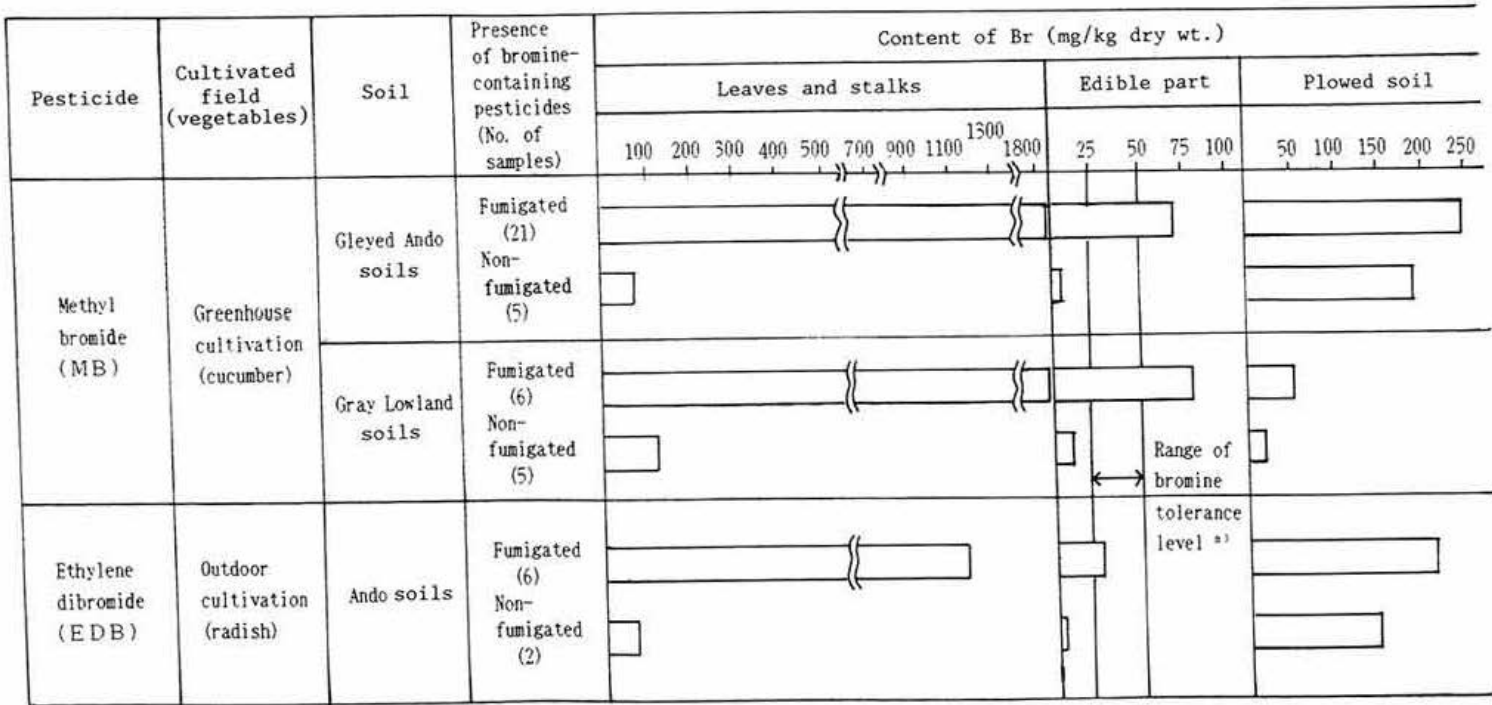 Pesticide
Cultivated
field
(vegetables)
Soil
Presence
of bromine-
containing
pesticides
(No. of
samples)
Content of Br (mg/kg dry wt.)
Leaves and stalks
Edible part
Plowed soil
100 200 300 400 500 700 900 1100 1300 1800
25 50 75 100
50 100 150 200 250
Methyl
bromide
(MB)
Greenhouse
cultivation
(cucumber)
Gleyed Ando
soils
Fumigated
(21)
Non-
fumigated
(5)
Gray Lowland
soils
Fumigated
(6)
Non-
fumigated
(5)
Range of
bromine
tolerance
level a)
Ethylene
dibromide
(EDB)
Outdoor
cultivation
(radish)
Ando soils
Fumigated
(6)
Non-
fumigated
(2)